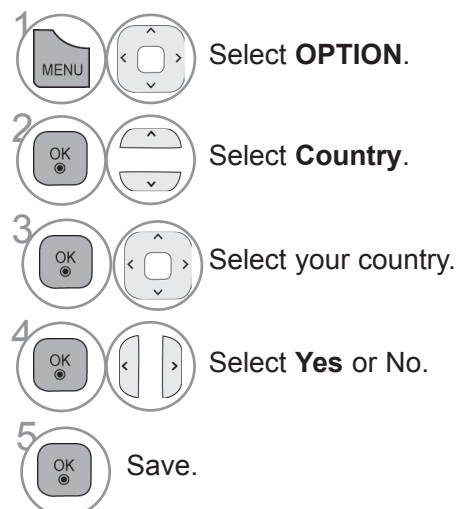 1 MENU Select OPTION.
2 OK Select Country.
3 OK Select your country.
4 OK Select Yes or No.
5 OK Save.